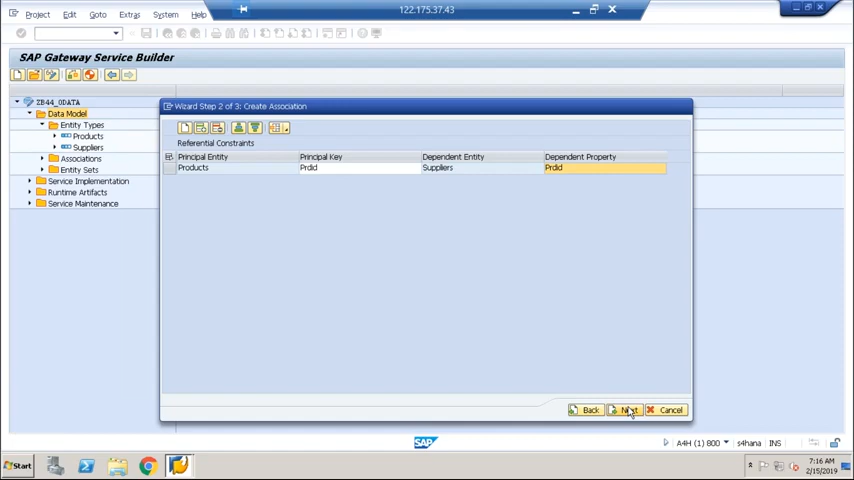 122.175.37.43
Project Edit Goto Extras System Help
SAP Gateway Service Builder
ZB44_ODATA
Data Model
Entity Types
Products
Suppliers
Associations
Entity Sets
Service Implementation
Runtime Artifacts
Service Maintenance
Wizard Step 2 of 3: Create Association
Referential Constraints
Principal Entity Principal Key Dependent Entity Dependent Property
Products Prdid Suppliers Prdid
Back Next Cancel
SAP
A4H (1) 800 s4hana INS
Start
7:16 AM
2/15/2019